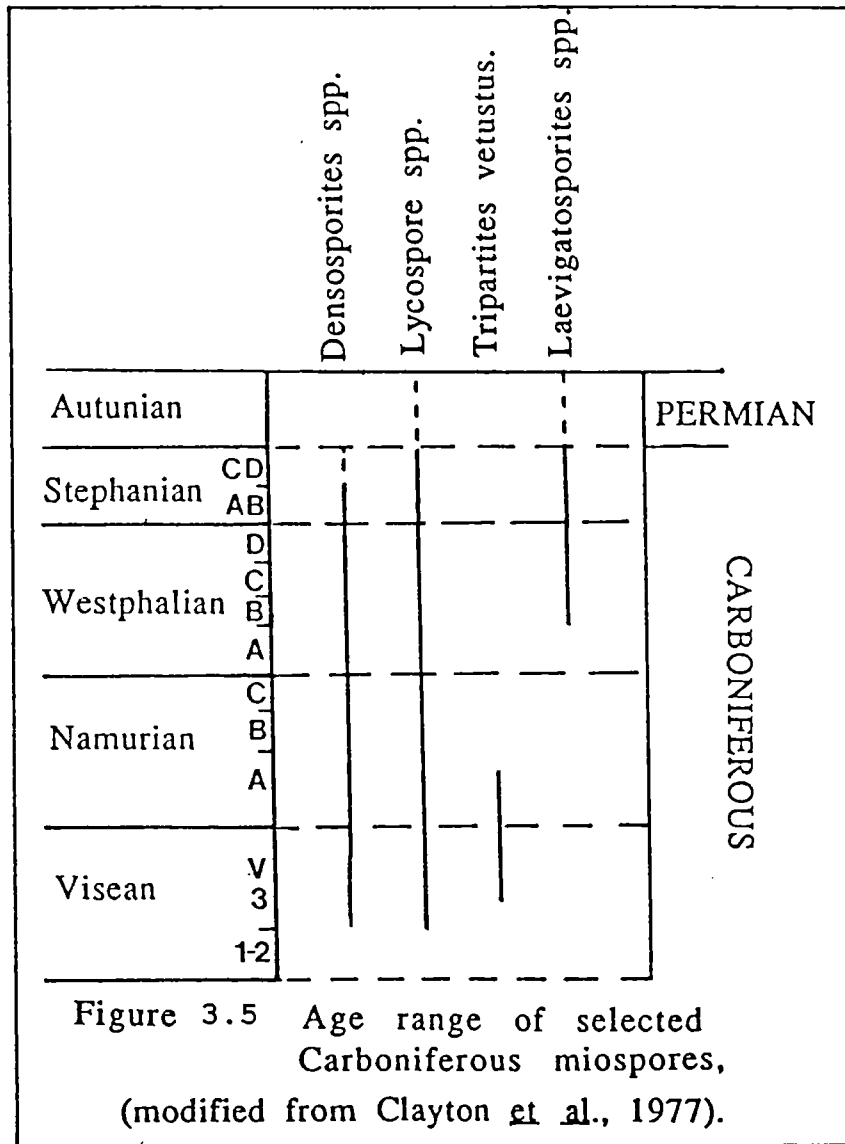 Densosporites spp.
Lycospore spp.
Tripartites vetustus.
Laevigatosporites spp.
Autunian
PERMIAN
Stephanian
CD
AB
Westphalian
D
C
B
A
Namurian
C
B
A
Visean
V
3
1-2
CARBONIFEROUS
Figure 3.5 Age range of selected
Carboniferous miospores,
(modified from Clayton et al., 1977).